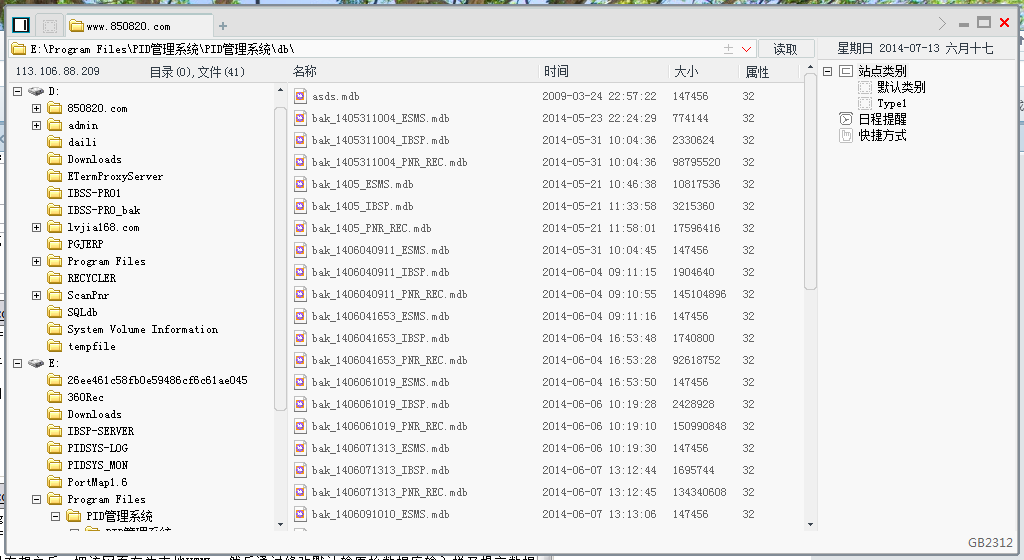 www.850820.com
E:\Program Files\PID管理系统\PID管理系统\db\
读取
星期日 2014-07-13 六月十七
113.106.88.209
目录(0),文件(41)
名称 时间 大小 属性
D:
850820.com
admin
daili
Downloads
ETermProxyServer
IBSS-PRO1
IBSS-PRO_bak
lvjia168.com
PGJERP
Program Files
RECYCLER
ScanPnr
SQLdb
System Volume Information
tempfile
E:
26ee461c58fb0e59486cf6c61ae045
360Rec
Downloads
IBSP-SERVER
PIDSYS-LOG
PIDSYS_MON
PortMap1.6
Program Files
PID管理系统
PID管理系统
asds.mdb 2009-03-24 22:57:22 147456 32
bak_1405311004_ESMS.mdb 2014-05-23 22:24:29 774144 32
bak_1405311004_IBSP.mdb 2014-05-31 10:04:36 2330624 32
bak_1405311004_PNR_REC.mdb 2014-05-31 10:04:36 98795520 32
bak_1405_ESMS.mdb 2014-05-21 10:46:38 10817536 32
bak_1405_IBSP.mdb 2014-05-21 11:33:58 3215360 32
bak_1405_PNR_REC.mdb 2014-05-21 11:58:01 17596416 32
bak_1406040911_ESMS.mdb 2014-05-31 10:04:45 147456 32
bak_1406040911_IBSP.mdb 2014-06-04 09:11:15 1904640 32
bak_1406040911_PNR_REC.mdb 2014-06-04 09:10:55 145104896 32
bak_1406041653_ESMS.mdb 2014-06-04 09:11:16 147456 32
bak_1406041653_IBSP.mdb 2014-06-04 16:53:48 1740800 32
bak_1406041653_PNR_REC.mdb 2014-06-04 16:53:28 92618752 32
bak_1406061019_ESMS.mdb 2014-06-04 16:53:50 147456 32
bak_1406061019_IBSP.mdb 2014-06-06 10:19:28 2428928 32
bak_1406061019_PNR_REC.mdb 2014-06-06 10:19:10 150990848 32
bak_1406071313_ESMS.mdb 2014-06-06 10:19:30 147456 32
bak_1406071313_IBSP.mdb 2014-06-07 13:12:44 1695744 32
bak_1406071313_PNR_REC.mdb 2014-06-07 13:12:45 134340608 32
bak_1406091010_ESMS.mdb 2014-06-07 13:13:06 147456 32
站点类别
默认类别
Type1
日程提醒
快捷方式
GB2312